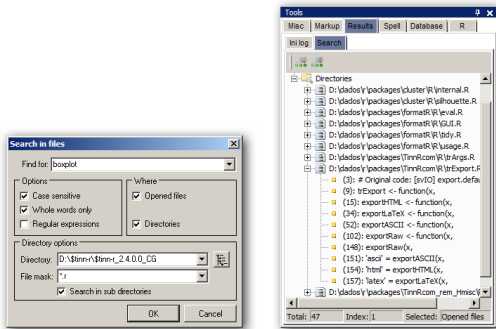 Search in files
Find for: boxplot
Options
Case sensitive
Whole words only
Regular expressions
Where
Opened files
Directories
Directory options
Directory: D:\$tinn-r\$tinn-r_2.4.0.0_CG
File mask: *.r
Search in sub directories
OK Cancel
Tools
Misc Markup Results Spell Database R
Ini log Search
Directories
D:\dados\r\packages\cluster\R\internal.R
D:\dados\r\packages\cluster\R\silhouette.R
D:\dados\r\packages\formatR\R\eval.R
D:\dados\r\packages\formatR\R\GUI.R
D:\dados\r\packages\formatR\R\tidy.R
D:\dados\r\packages\formatR\R\usage.R
D:\dados\r\packages\TinnRcom\R\trArgs.R
D:\dados\r\packages\TinnRcom\R\trExport.R
(3): # Original code: [svIO] export.defau
(9): trExport <- function(x,
(15): exportHTML <- function(x,
(34): exportLaTeX <- function(x,
(52): exportASCII <- function(x,
(102): exportRaw <- function(x,
(148): exportRaw(x,
(151): 'ascii' = exportASCII(x,
(154): 'html' = exportHTML(x,
(157): 'latex' = exportLaTeX(x,
D:\dados\r\packages\TinnRcom_rem_Hmisc\
Total: 47 Index: 1 Selected: Opened files